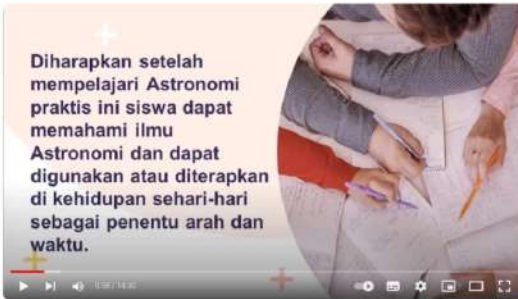 Diharapkan setelah
mempelajari Astronomi
praktis ini siswa dapat
memahami ilmu
Astronomi dan dapat
digunakan atau diterapkan
di kehidupan sehari-hari
sebagai penentu arah dan
waktu.